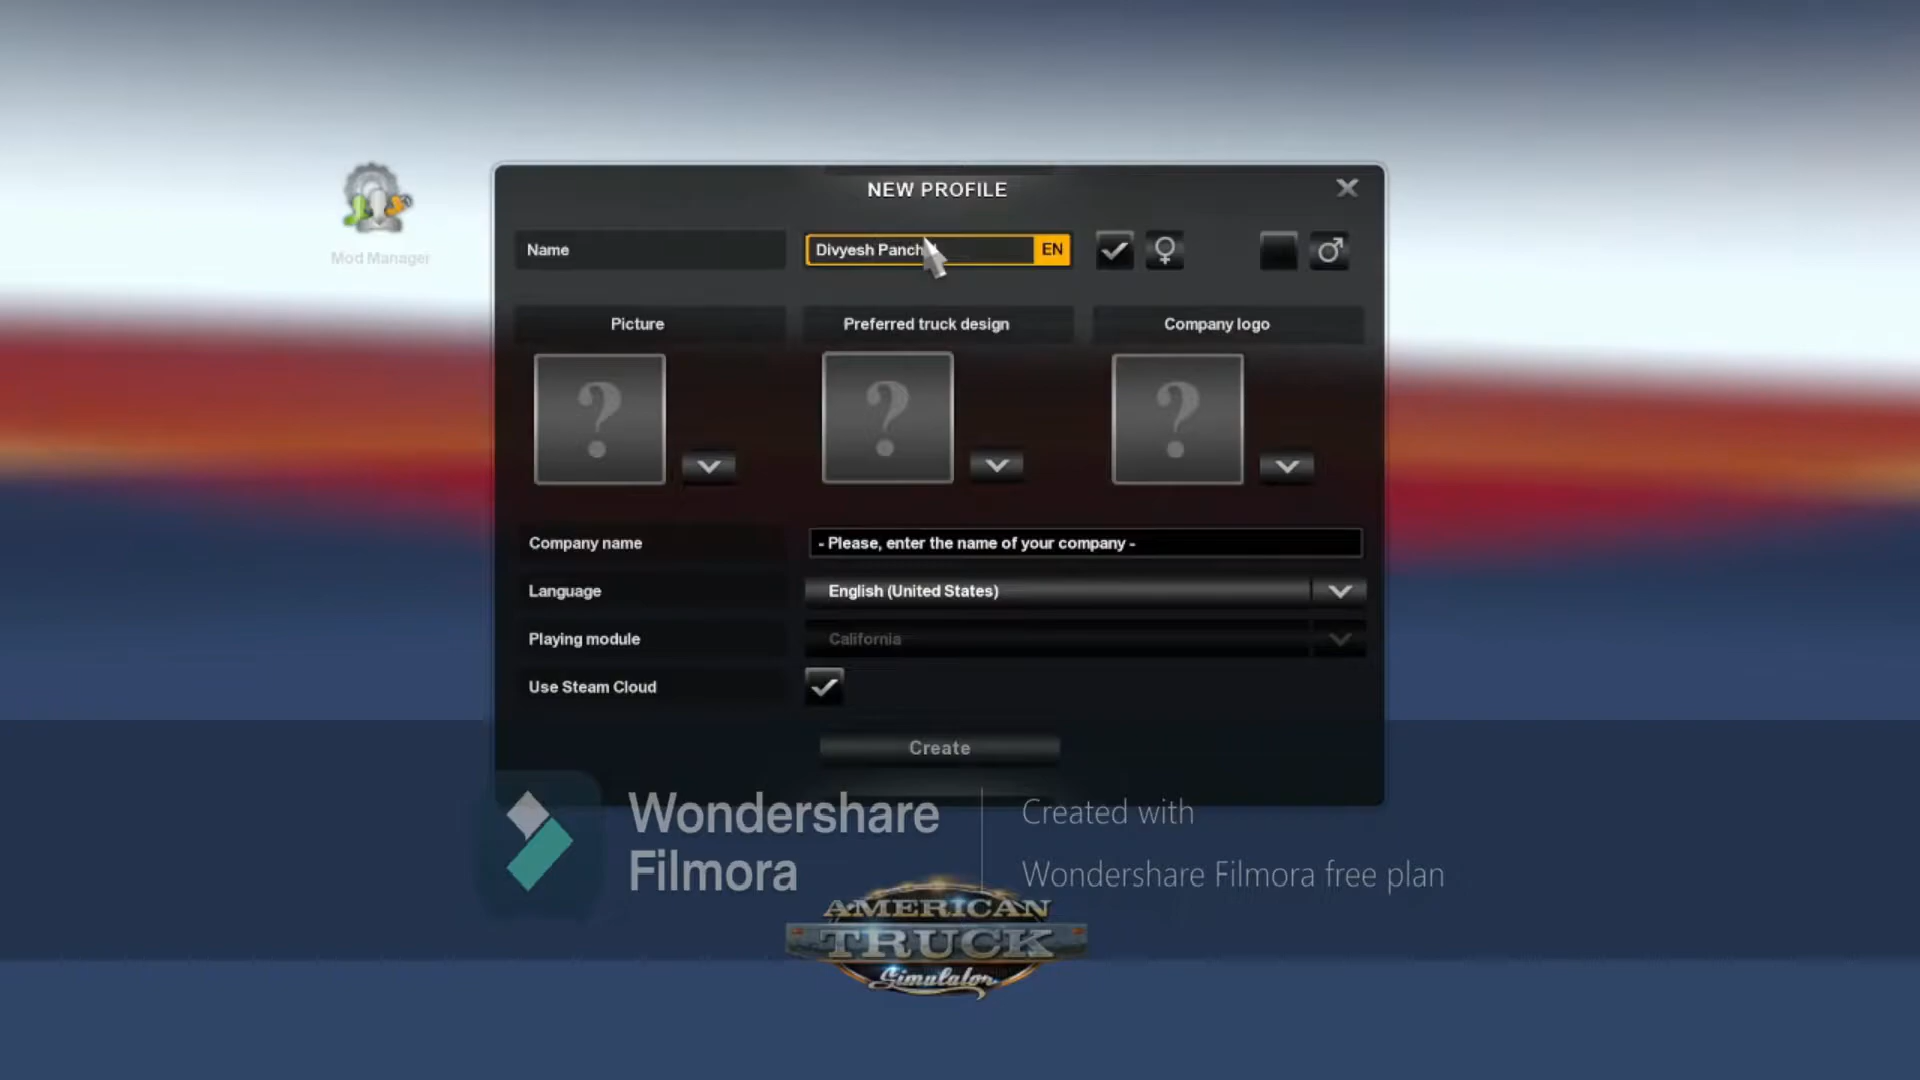 NEW PROFILE
Mod Manager
Name
Divyesh EN
Picture
Preferred truck design
Company logo
? ? ?
Company name
- Please, enter the name of your company -
Language
English (United States)
Playing module
California
Use Steam Cloud
Create
Wondershare
Filmora
Created with
Wondershare Filmora free plan
AMERICAN
TRUCK
Simulator